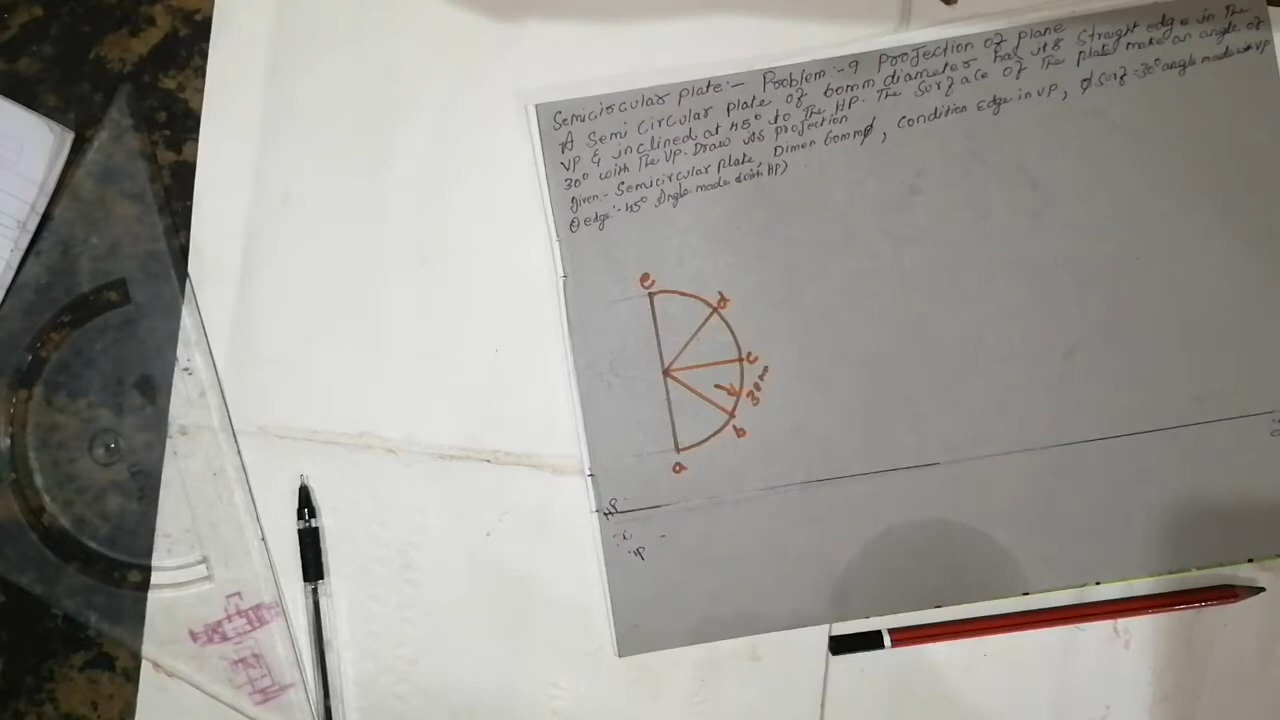 Semicircular plate:- Problem:-9 Projection of plane
A Semi Circular plate of 60mm diameter has its straight edge in the
VP & inclined at 45° to the HP. The Surface of the plate make an angle of
30° with the VP. Draw its projection
given:- Semicircular plate, Dimen 60mmϕ, condition Edge in VP, ϕ Surf 30° angle made with VP
θ edge:- 45° Angle made with HP)
e
d
c
30m
b
a
HP
VP